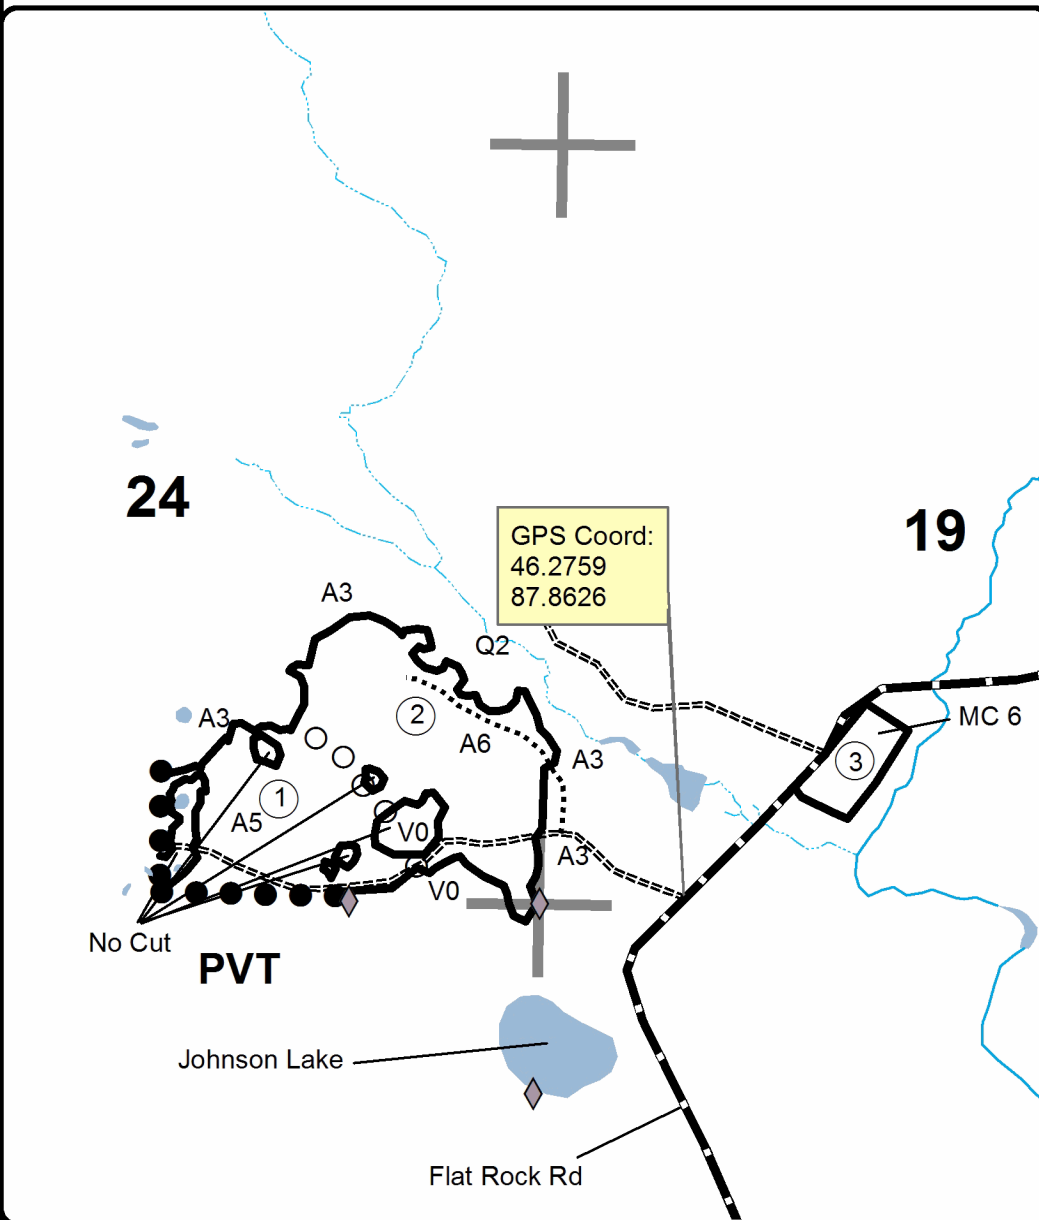 24
19
GPS Coord:
46.2759
87.8626
A3
Q2
A3
2
MC 6
A6
A3
3
1
A5
V0
A3
V0
No Cut
PVT
Johnson Lake
Flat Rock Rd